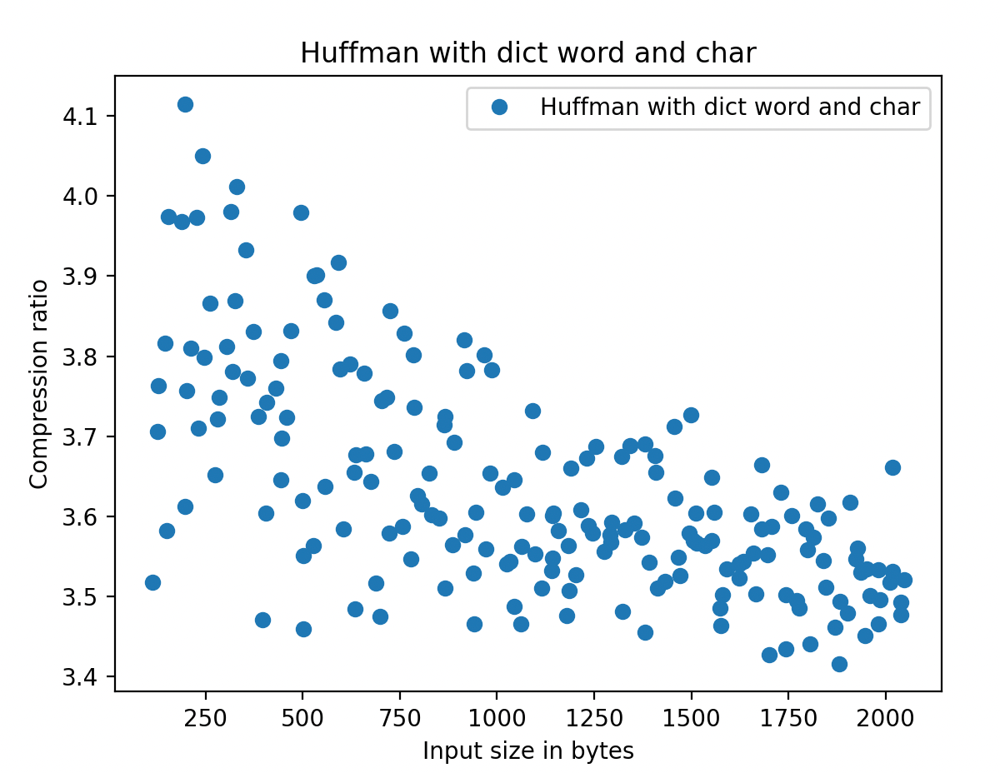 Huffman with dict word and char
Huffman with dict word and char
4.1
4.0
3.9
3.8
3.7
3.6
3.5
3.4
Compression ratio
250 500 750 1000 1250 1500 1750 2000
Input size in bytes